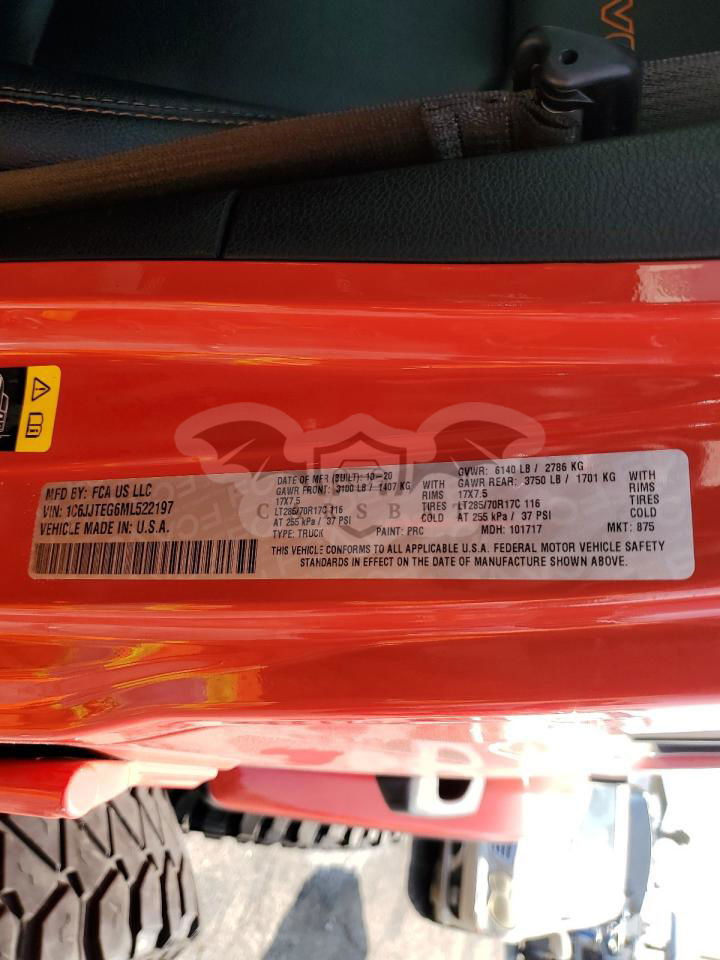 MFD BY: FCA US LLC
VIN: 1C6JJTEG6ML522197
VEHICLE MADE IN U.S.A.
DATE OF MFR (BUILT): 10-20
GAWR FRONT: 3100 LB / 1407 KG WITH
17X7.5 RIMS
LT285/70R17C 116 TIRES
AT 255 kPa / 37 PSI COLD
TYPE: TRUCK PAINT: PRC
GVWR: 6140 LB / 2786 KG
GAWR REAR: 3750 LB / 1701 KG WITH
17X7.5 RIMS
LT285/70R17C 116 TIRES
AT 255 kPa / 37 PSI COLD
MDH: 101717 MKT: 875
THIS VEHICLE CONFORMS TO ALL APPLICABLE U.S.A. FEDERAL MOTOR VEHICLE SAFETY
STANDARDS IN EFFECT ON THE DATE OF MANUFACTURE SHOWN ABOVE.